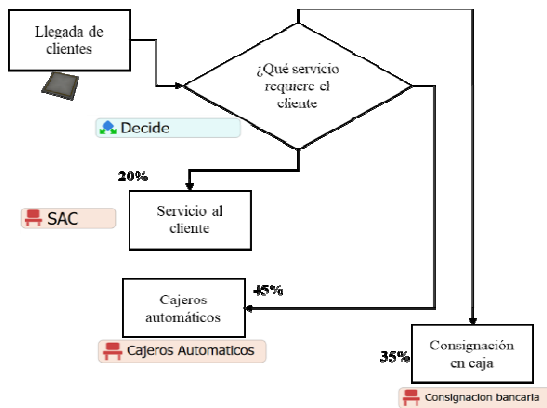 Llegada de
clientes
¿Qué servicio
requiere el
cliente
Decide
20%
SAC
Servicio al
cliente
45%
Cajeros
automáticos
Cajeros Automaticos
35%
Consignación
en caja
Consignacion bancaria